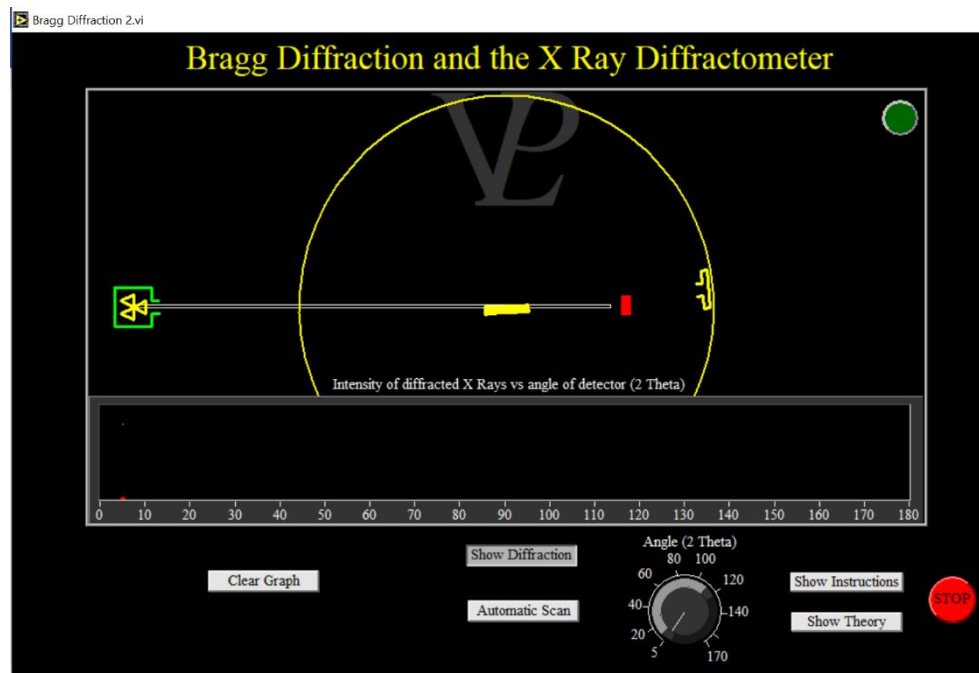 Bragg Diffraction 2.vi
Bragg Diffraction and the X Ray Diffractometer
VPL
Intensity of diffracted X Rays vs angle of detector (2 Theta)
0 10 20 30 40 50 60 70 80 90 100 110 120 130 140 150 160 170 180
Show Diffraction
Clear Graph
Automatic Scan
Angle (2 Theta)
80 100
60 120
40 140
20
5 170
Show Instructions
Show Theory
STOP